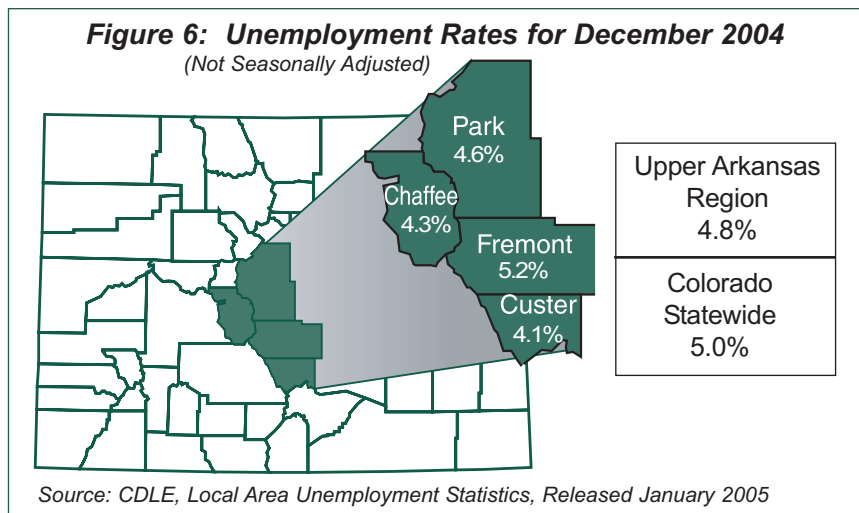 Figure 6: Unemployment Rates for December 2004
(Not Seasonally Adjusted)
Park
4.6%
Chaffee
4.3%
Fremont
5.2%
Custer
4.1%
Upper Arkansas
Region
4.8%
Colorado
Statewide
5.0%
Source: CDLE, Local Area Unemployment Statistics, Released January 2005